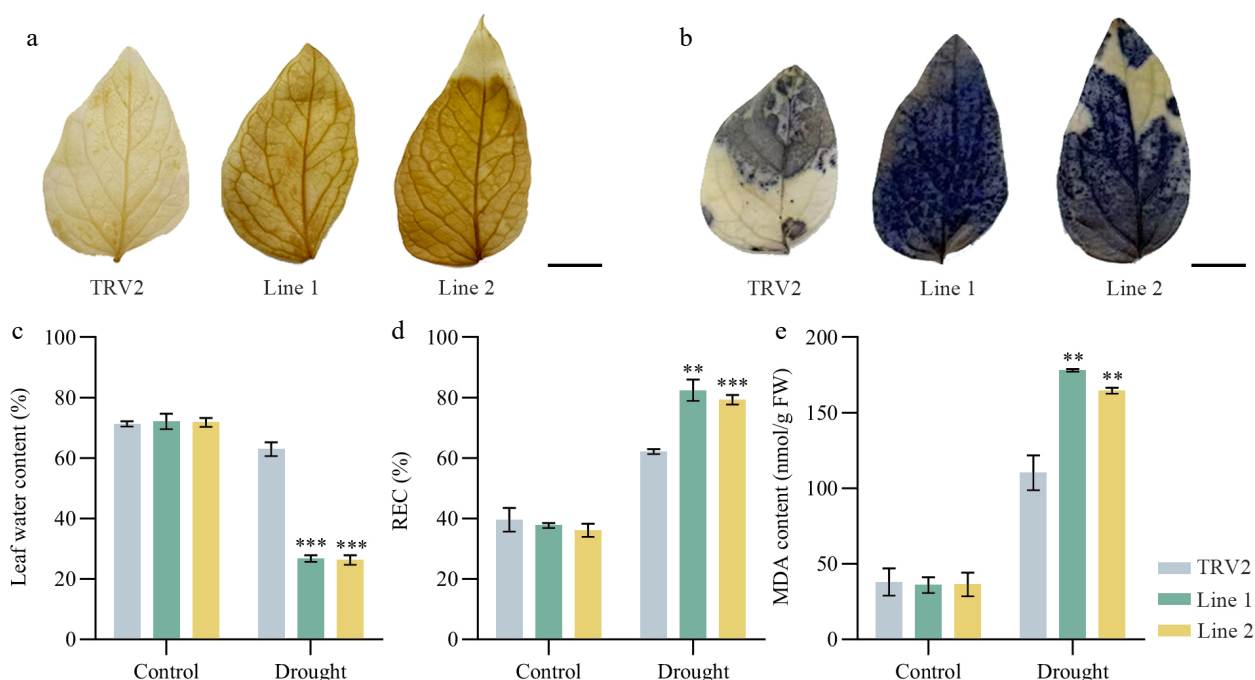 a
b
TRV2
Line 1
Line 2
TRV2
Line 1
Line 2
c
d
e
Leaf water content (%)
100
80
60
40
20
0
***
***
Control
Drought
REC (%)
100
80
60
40
20
0
**
***
Control
Drought
MDA content (nmol/g FW)
200
150
100
50
0
**
**
Control
Drought
TRV2
Line 1
Line 2